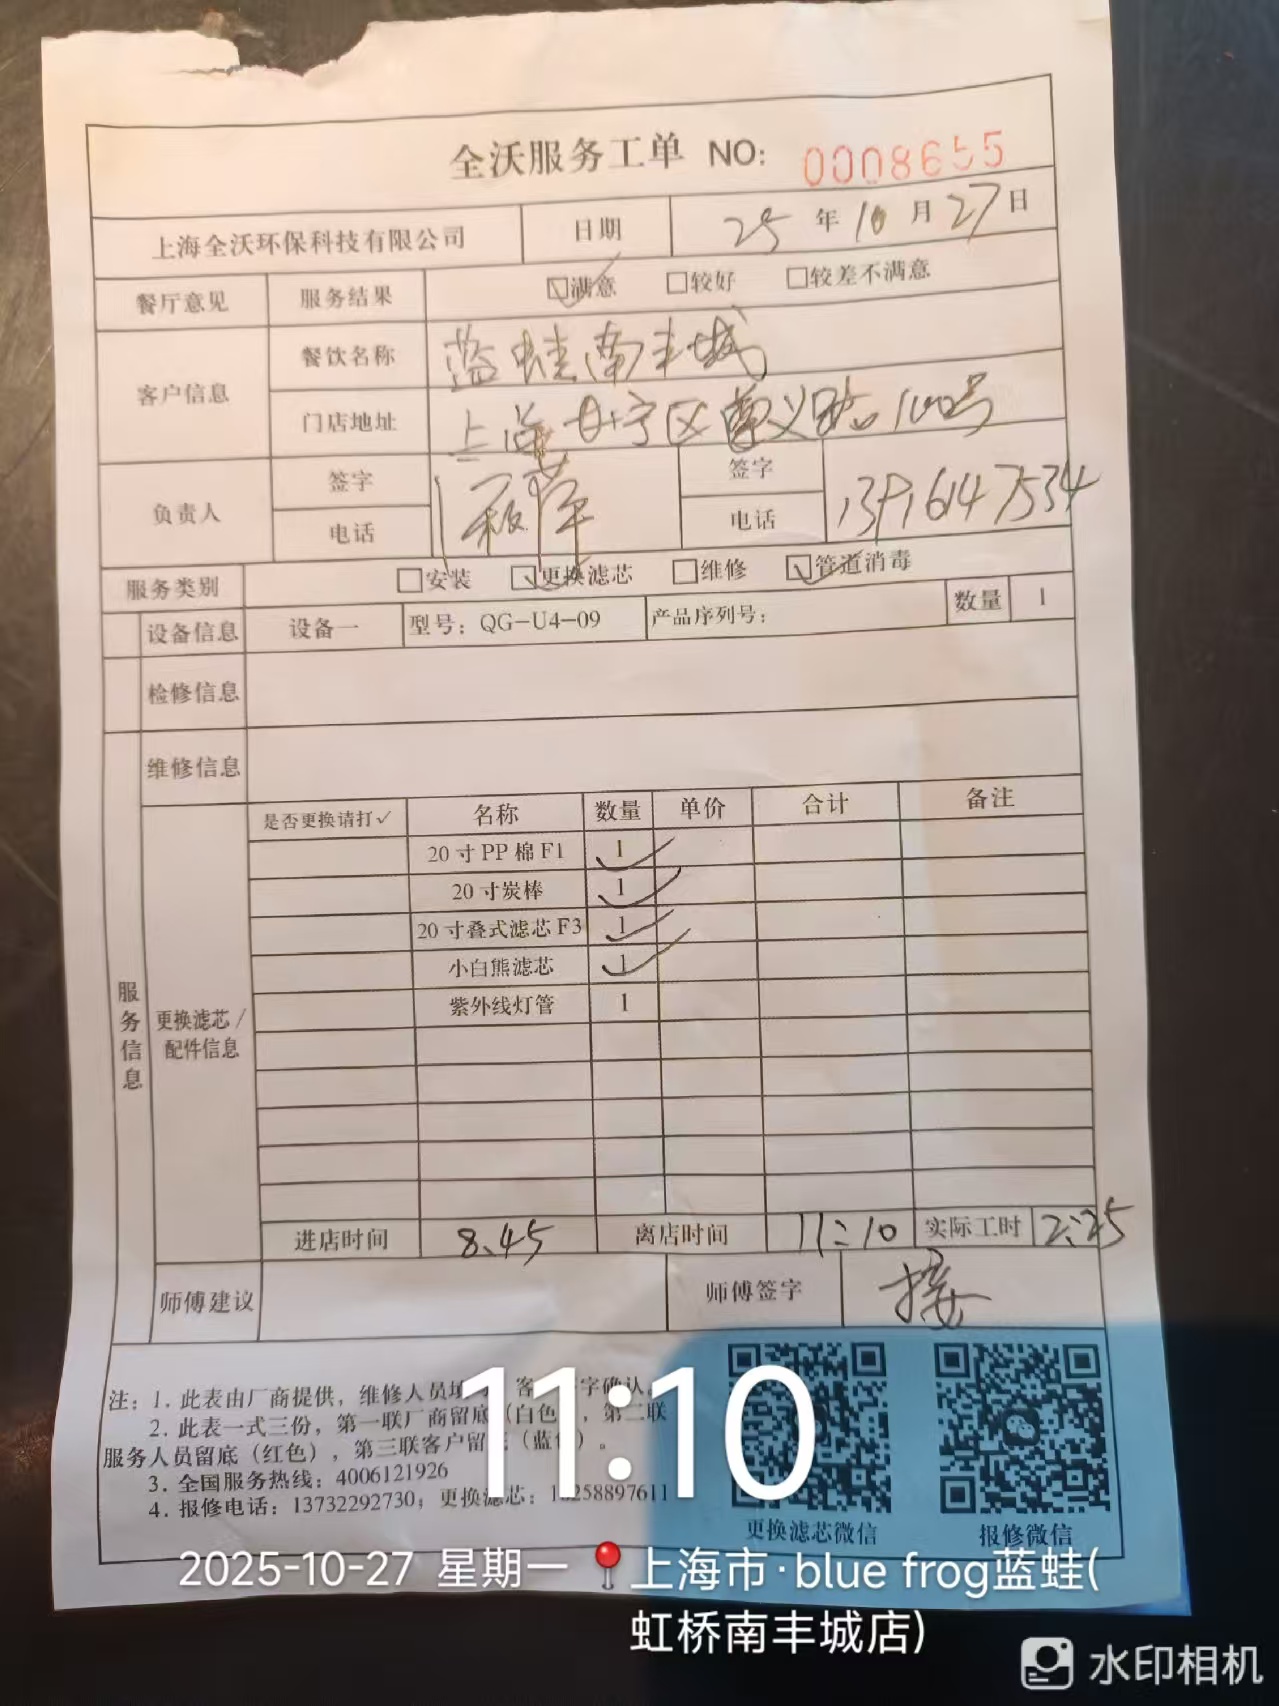 全沃服务工单 NO: 0008655
上海全沃环保科技有限公司 日期 25 年 10 月 27 日
餐厅意见 服务结果 满意 较好 较差不满意
客户信息 餐饮名称 蓝蛙南丰城
门店地址 上海 宁区遵义路100号
负责人 签字 签字
电话 电话 13916147534
服务类别 安装 更换滤芯 维修 管道消毒
设备信息 设备一 型号：QG-U4-09 产品序列号： 数量 1
检修信息
维修信息
是否更换请打✓ 名称 数量 单价 合计 备注
20寸PP棉F1 1
20寸炭棒 1
20寸叠式滤芯F3 1
小白熊滤芯 1
紫外线灯管 1
服务信息
更换滤芯/
配件信息
进店时间 8.45 离店时间 11:10 实际工时 2:25
师傅建议 师傅签字
注：1. 此表由厂商提供，维修人员 客 字确认。
2. 此表一式三份，第一联厂商留底（白色），第二联
服务人员留底（红色），第三联客户留 （蓝 ）。
3. 全国服务热线：4006121926
4. 报修电话：13732292730；更换滤芯： 258897611
更换滤芯微信 报修微信
11:10
2025-10-27 星期一 上海市·blue frog蓝蛙(
虹桥南丰城店)
水印相机